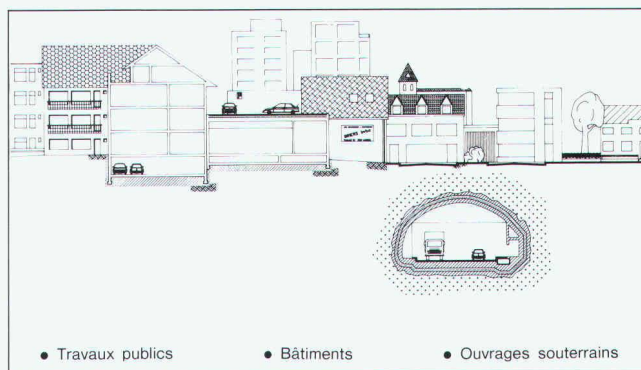 • Travaux publics
• Bâtiments
• Ouvrages souterrains